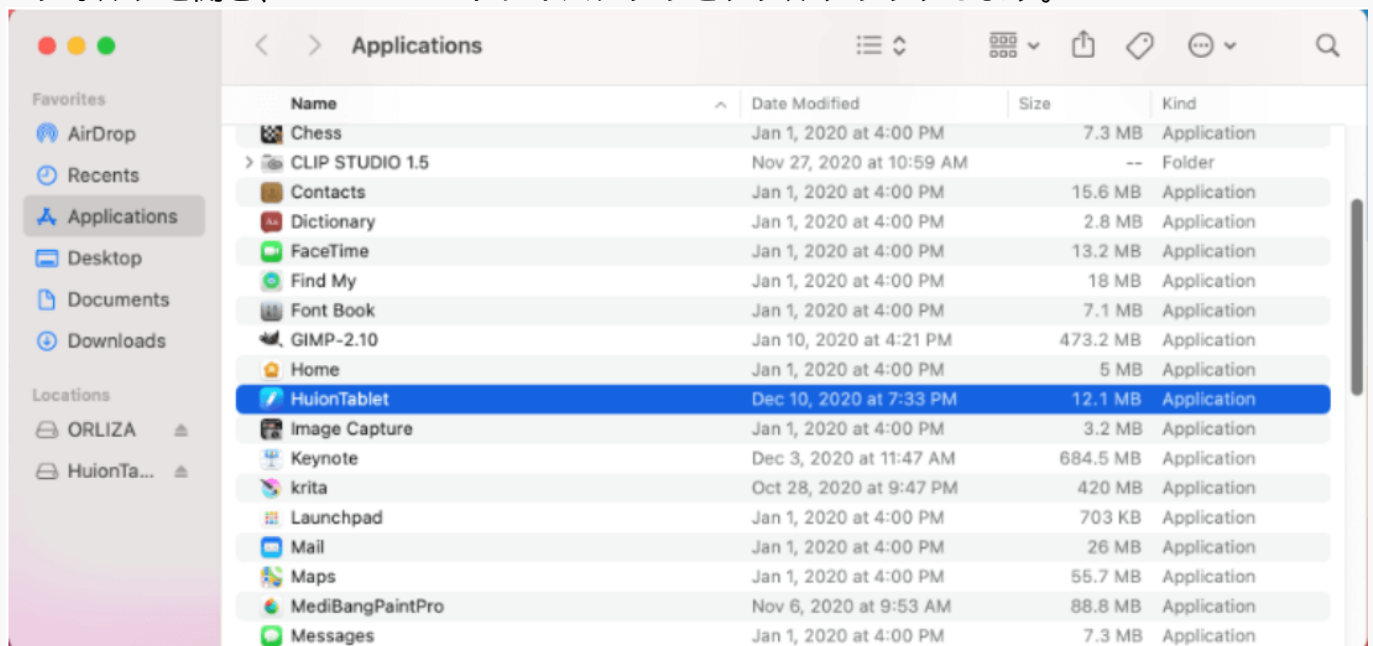 Applications
Favorites
AirDrop
Recents
Applications
Desktop
Documents
Downloads
Locations
ORLIZA
HuionTa...
Name Date Modified Size Kind
Chess Jan 1, 2020 at 4:00 PM 7.3 MB Application
CLIP STUDIO 1.5 Nov 27, 2020 at 10:59 AM -- Folder
Contacts Jan 1, 2020 at 4:00 PM 15.6 MB Application
Dictionary Jan 1, 2020 at 4:00 PM 2.8 MB Application
FaceTime Jan 1, 2020 at 4:00 PM 13.2 MB Application
Find My Jan 1, 2020 at 4:00 PM 18 MB Application
Font Book Jan 1, 2020 at 4:00 PM 7.1 MB Application
GIMP-2.10 Jan 10, 2020 at 4:21 PM 473.2 MB Application
Home Jan 1, 2020 at 4:00 PM 5 MB Application
HuionTablet Dec 10, 2020 at 7:33 PM 12.1 MB Application
Image Capture Jan 1, 2020 at 4:00 PM 3.2 MB Application
Keynote Dec 3, 2020 at 11:47 AM 684.5 MB Application
krita Oct 28, 2020 at 9:47 PM 420 MB Application
Launchpad Jan 1, 2020 at 4:00 PM 703 KB Application
Mail Jan 1, 2020 at 4:00 PM 26 MB Application
Maps Jan 1, 2020 at 4:00 PM 55.7 MB Application
MediBangPaintPro Nov 6, 2020 at 9:53 AM 88.8 MB Application
Messages Jan 1, 2020 at 4:00 PM 7.3 MB Application